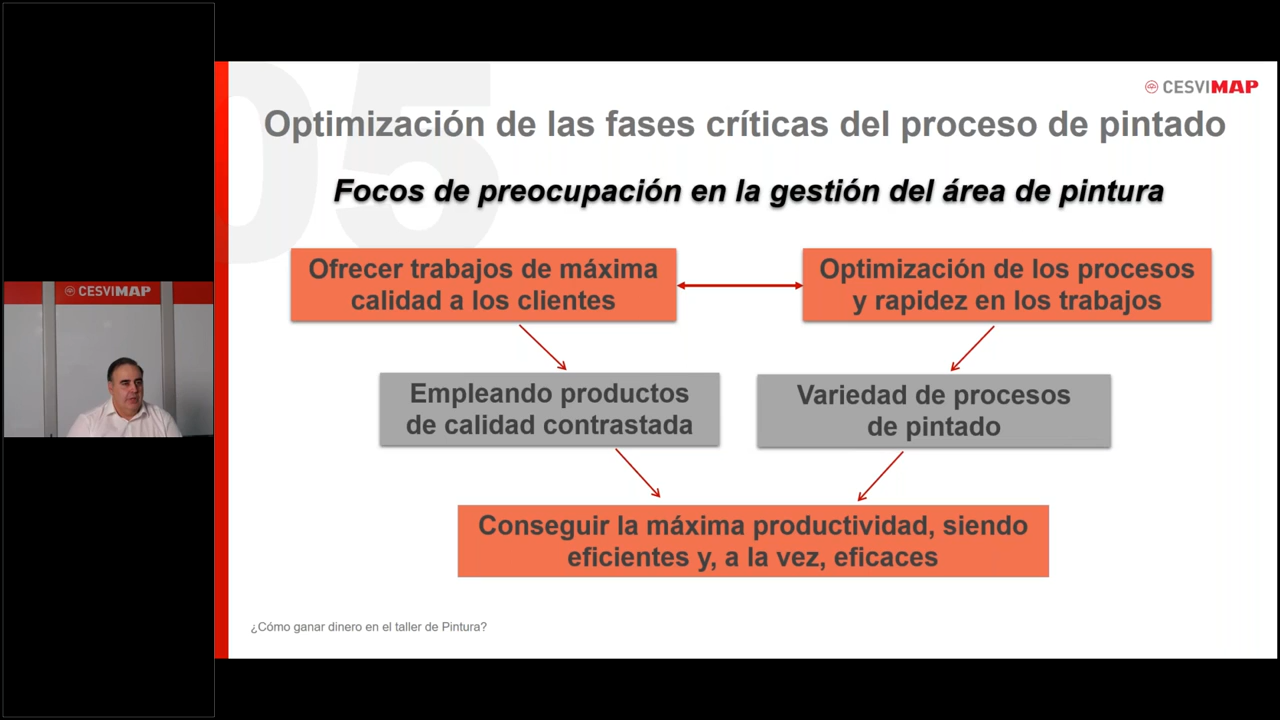 CESVIMAP
05
CESVIMAP
Optimización de las fases críticas del proceso de pintado
Focos de preocupación en la gestión del área de pintura
Ofrecer trabajos de máxima
calidad a los clientes
Optimización de los procesos
y rapidez en los trabajos
Empleando productos
de calidad contrastada
Variedad de procesos
de pintado
Conseguir la máxima productividad, siendo
eficientes y, a la vez, eficaces
¿Cómo ganar dinero en el taller de Pintura?